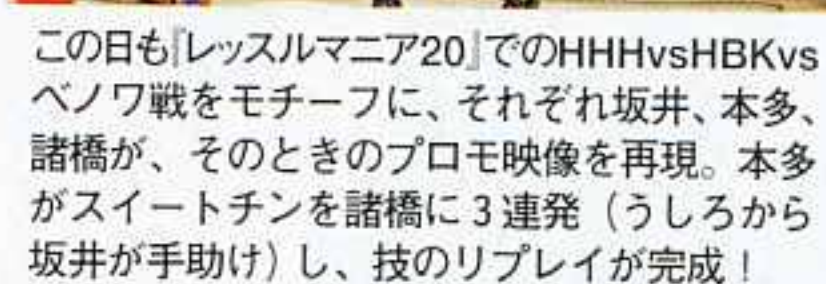 この日も『レッスルマニア20』でのHHHvsHBKvs
ベノワ戦をモチーフに、それぞれ坂井、本多、
諸橋が、そのときのプロモ映像を再現。本多
がスイートチンを諸橋に3連発（うしろから
坂井が手助け）し、技のリプレイが完成！